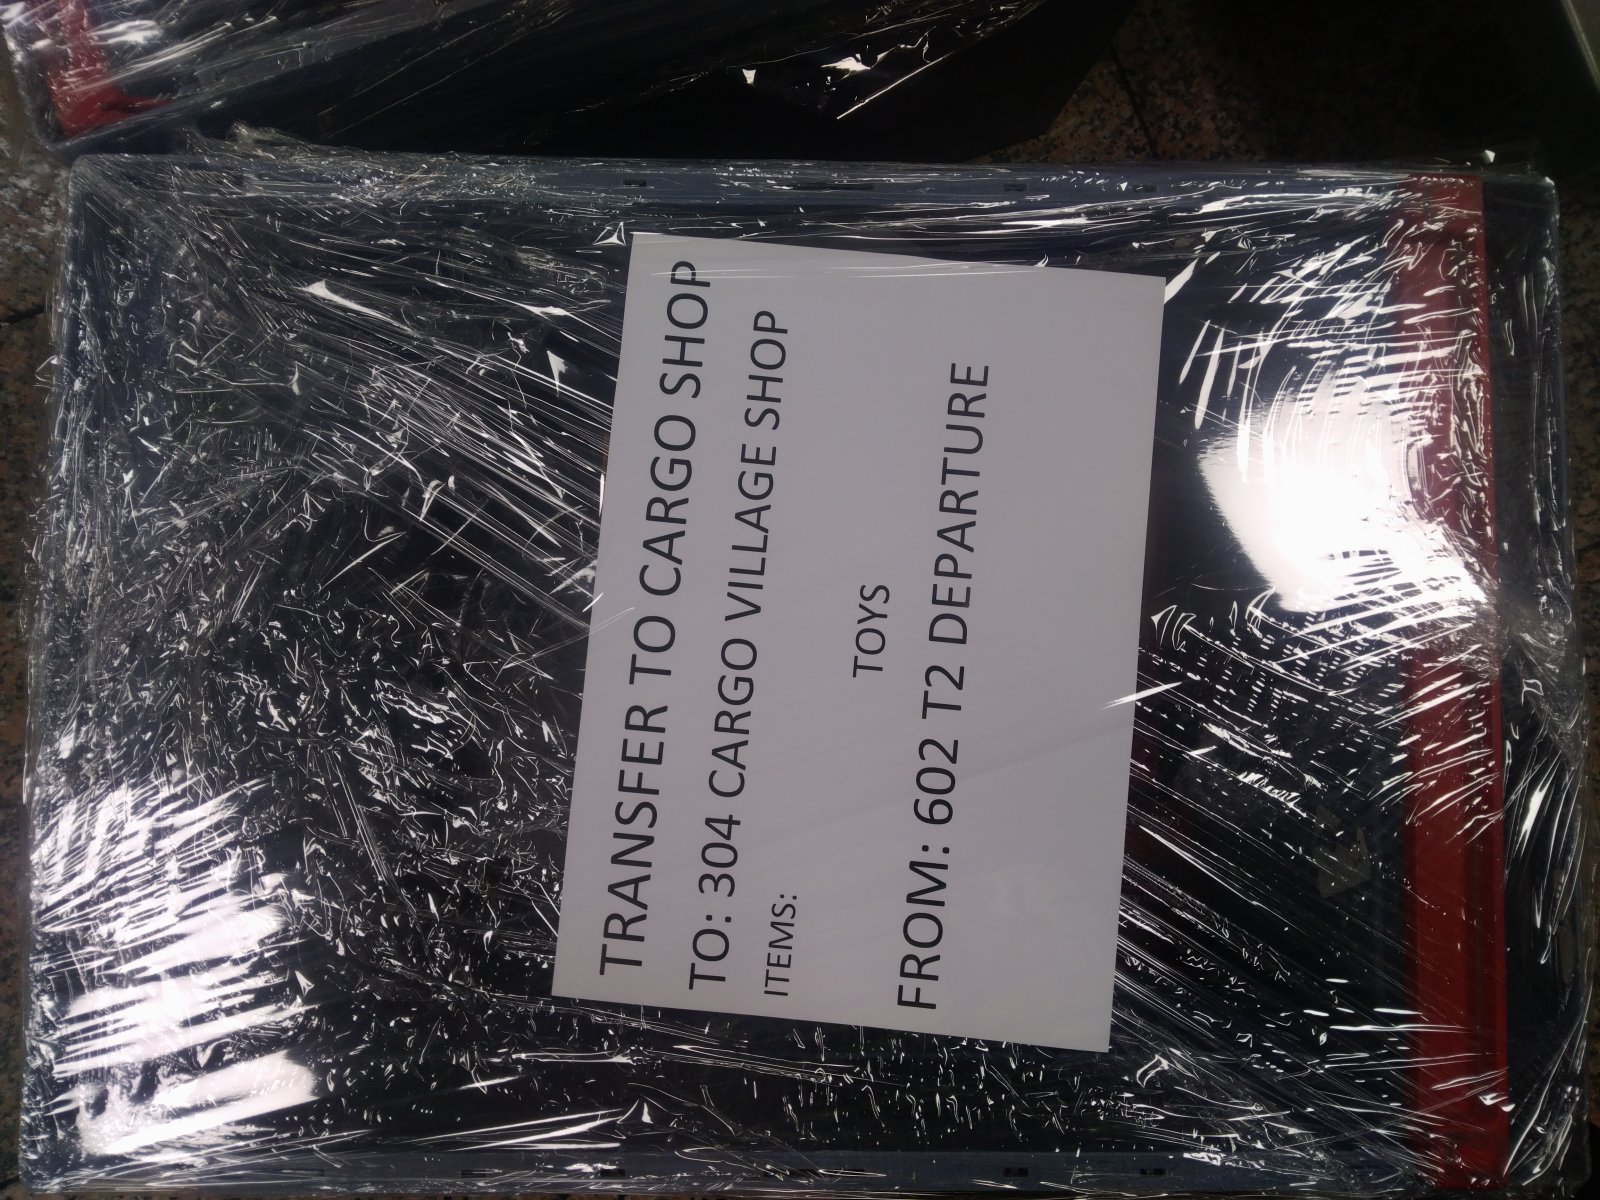 TRANSFER TO CARGO SHOP
TO: 304 CARGO VILLAGE SHOP
ITEMS:
TOYS
FROM: 602 T2 DEPARTURE